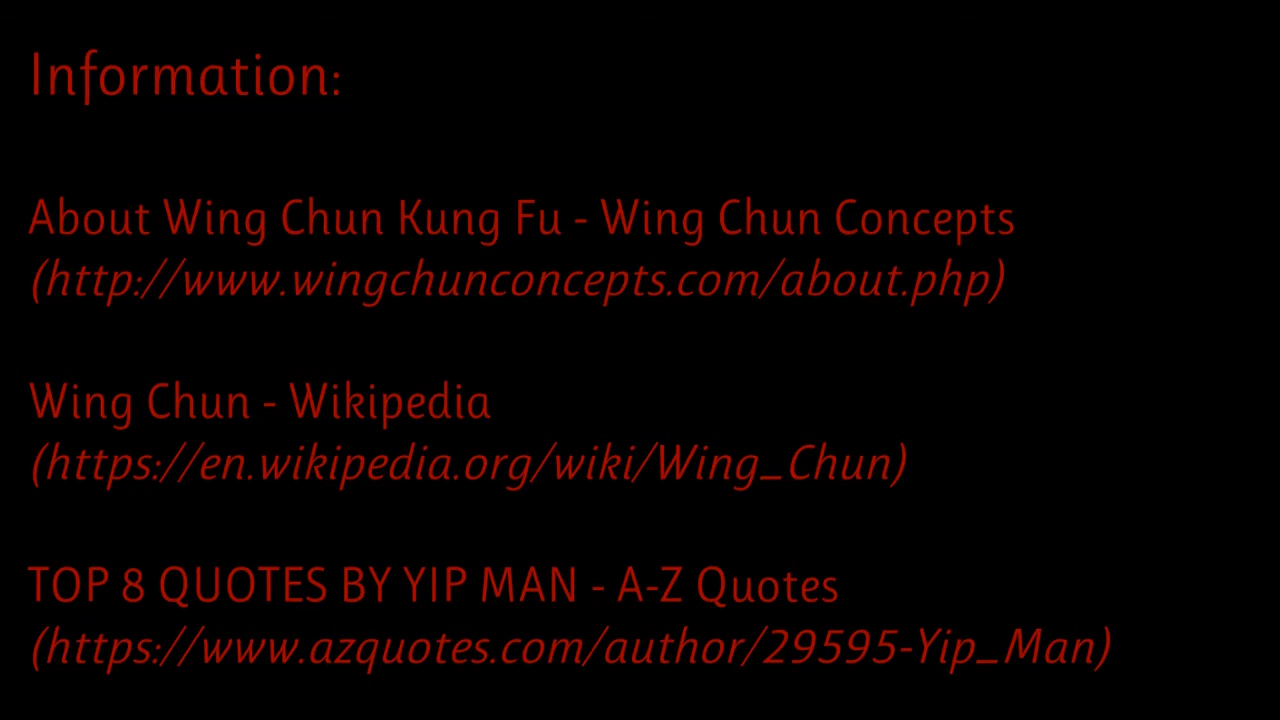 Information:
About Wing Chun Kung Fu - Wing Chun Concepts
(http://www.wingchunconcepts.com/about.php)
Wing Chun - Wikipedia
(https://en.wikipedia.org/wiki/Wing_Chun)
TOP 8 QUOTES BY YIP MAN - A-Z Quotes
(https://www.azquotes.com/author/29595-Yip_Man)